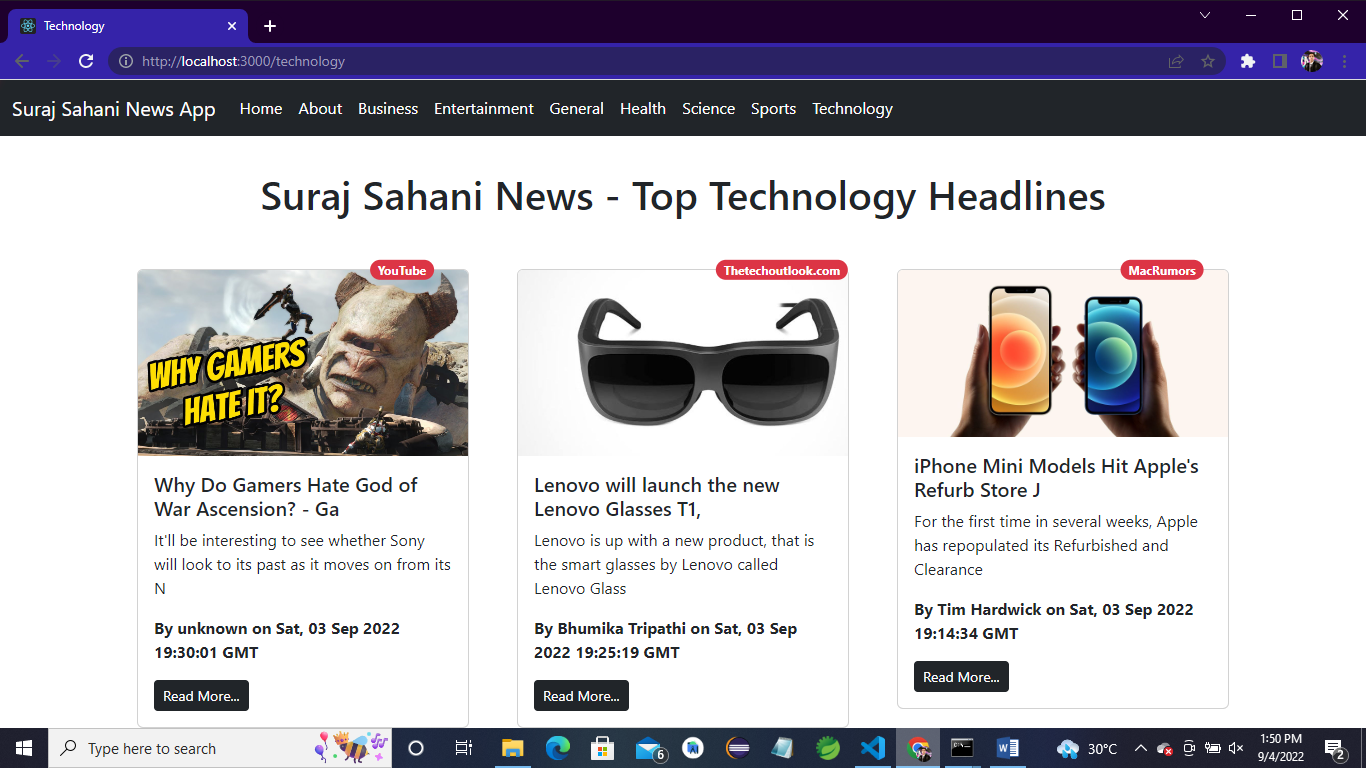 Technology
http://localhost:3000/technology
Suraj Sahani News App Home About Business Entertainment General Health Science Sports Technology
Suraj Sahani News - Top Technology Headlines
YouTube
WHY GAMERS
HATE IT?
Why Do Gamers Hate God of
War Ascension? - Ga
It'll be interesting to see whether Sony
will look to its past as it moves on from its
N
By unknown on Sat, 03 Sep 2022
19:30:01 GMT
Read More...
Thetechoutlook.com
Lenovo will launch the new
Lenovo Glasses T1,
Lenovo is up with a new product, that is
the smart glasses by Lenovo called
Lenovo Glass
By Bhumika Tripathi on Sat, 03 Sep
2022 19:25:19 GMT
Read More...
MacRumors
iPhone Mini Models Hit Apple's
Refurb Store J
For the first time in several weeks, Apple
has repopulated its Refurbished and
Clearance
By Tim Hardwick on Sat, 03 Sep 2022
19:14:34 GMT
Read More...
Type here to search
6
30°C
1:50 PM
9/4/2022
2